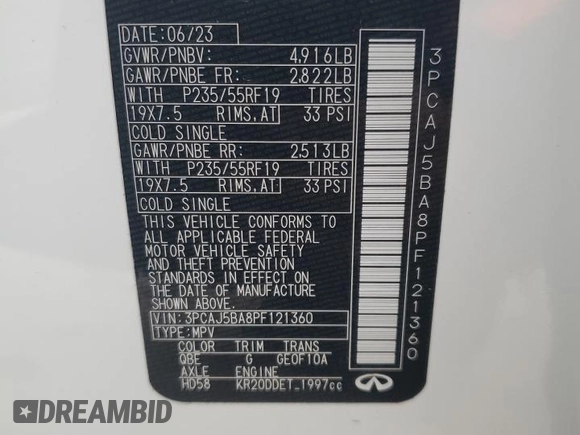 DATE: 06/23
GVWR/PNBV: 4,916LB
GAWR/PNBE FR: 2,822LB
WITH P235/55RF19 TIRES
19X7.5 RIMS,AT 33 PSI
COLD SINGLE
GAWR/PNBE RR: 2,513LB
WITH P235/55RF19 TIRES
19X7.5 RIMS,AT 33 PSI
COLD SINGLE
THIS VEHICLE CONFORMS TO
ALL APPLICABLE FEDERAL
MOTOR VEHICLE SAFETY
AND THEFT PREVENTION
STANDARDS IN EFFECT ON
THE DATE OF MANUFACTURE
SHOWN ABOVE.
VIN: 3PCAJ5BA8PF121360
TYPE: MPV
COLOR TRIM TRANS
QBE G GE0F10A
AXLE ENGINE
HD58 KR20DDET_1997cc
3PCAJ5BA8PF121360
DREAMBID
DREAMBID